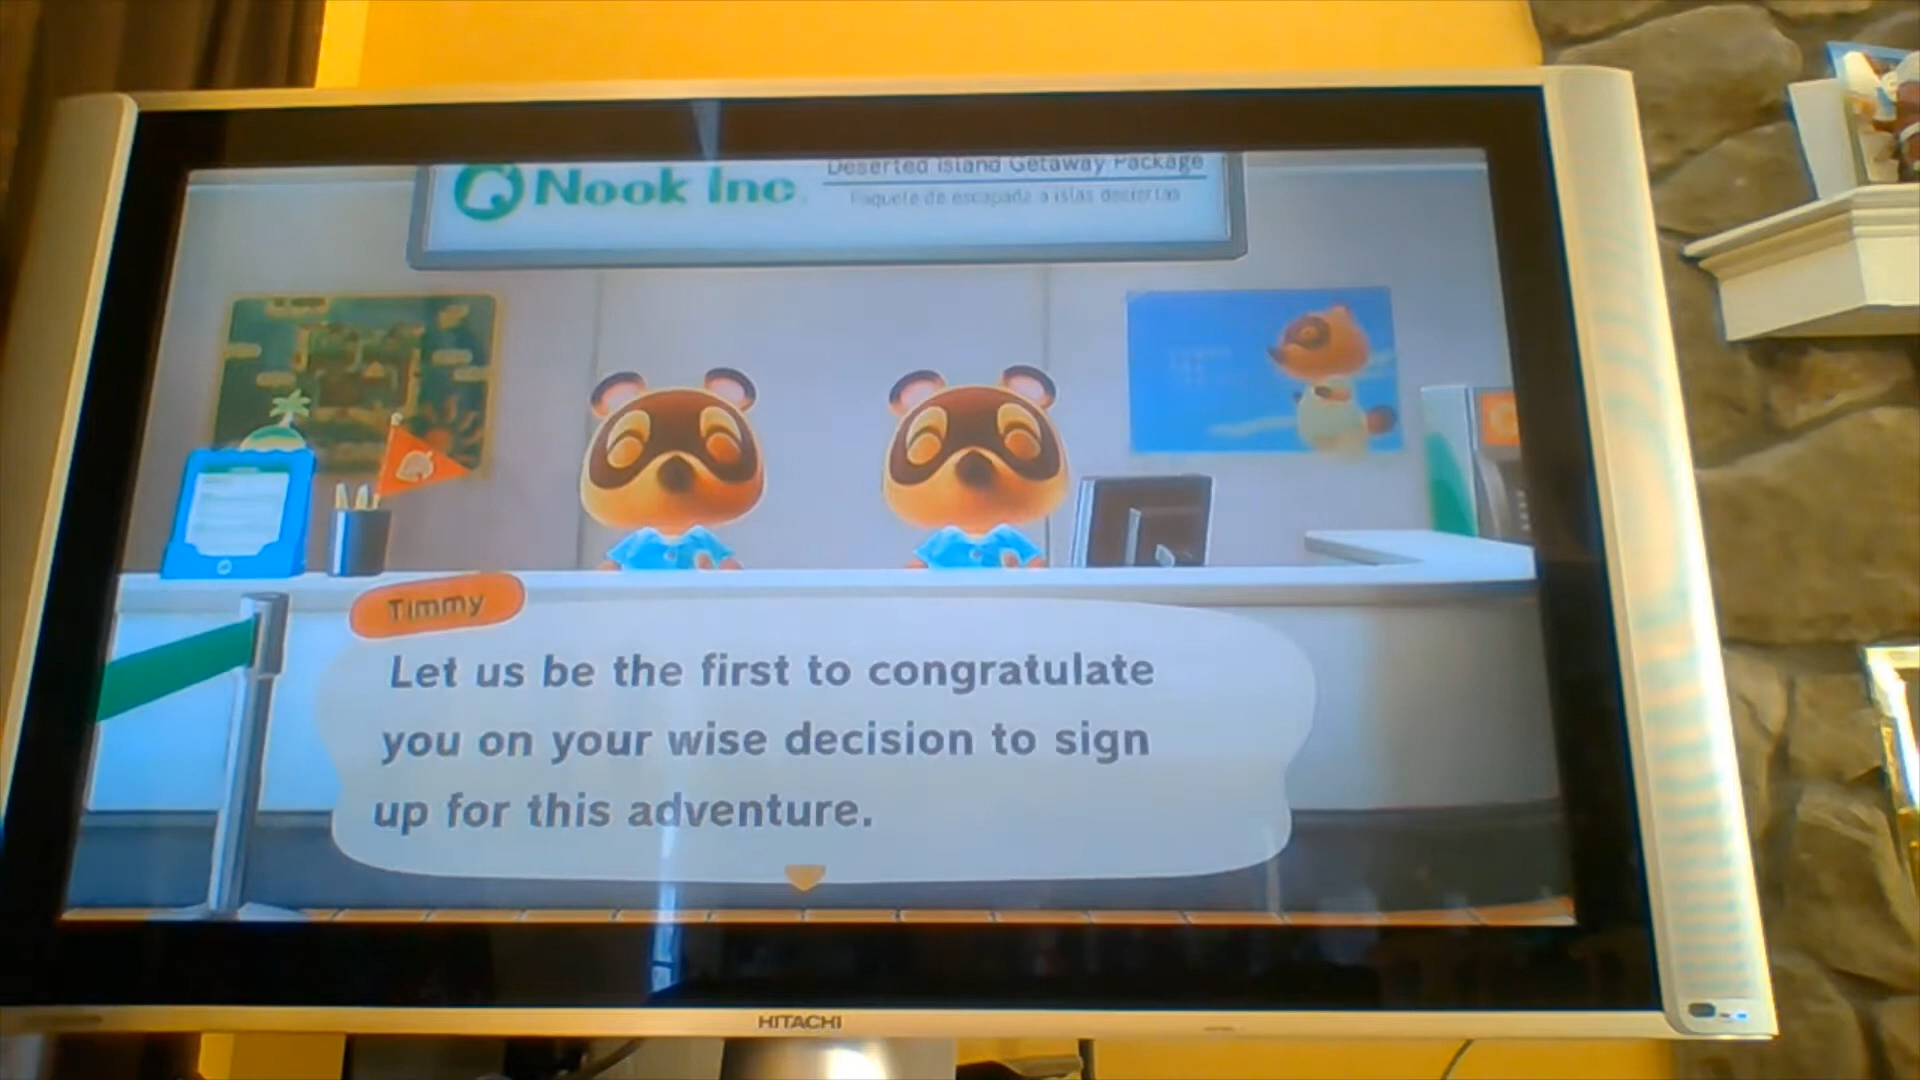 Nook Inc.
Deserted Island Getaway Package
Paquete de escapada a islas desiertas
Timmy
Let us be the first to congratulate
you on your wise decision to sign
up for this adventure.
HITACHI